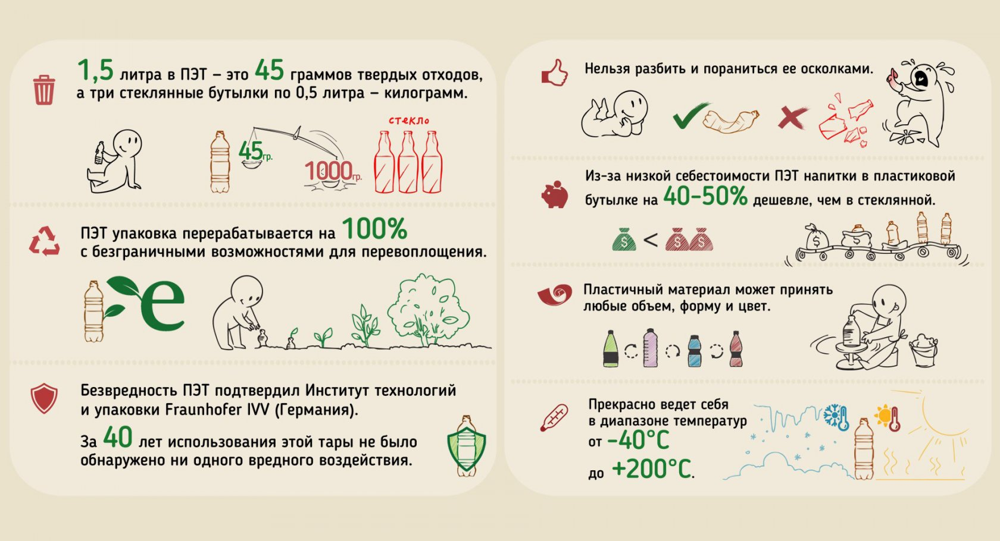 1,5 литра в ПЭТ – это 45 граммов твердых отходов,
а три стеклянные бутылки по 0,5 литра – килограмм.
стекло
45гр.
1000гр.
ПЭТ упаковка перерабатывается на 100%
с безграничными возможностями для перевоплощения.
e
Безвредность ПЭТ подтвердил Институт технологий
и упаковки Fraunhofer IVV (Германия).
За 40 лет использования этой тары не было
обнаружено ни одного вредного воздействия.
Нельзя разбить и пораниться ее осколками.
Из-за низкой себестоимости ПЭТ напитки в пластиковой
бутылке на 40-50% дешевле, чем в стеклянной.
$ < $ $
$ $
Пластичный материал может принять
любые объем, форму и цвет.
Прекрасно ведет себя
в диапазоне температур
от -40°C
до +200°C.